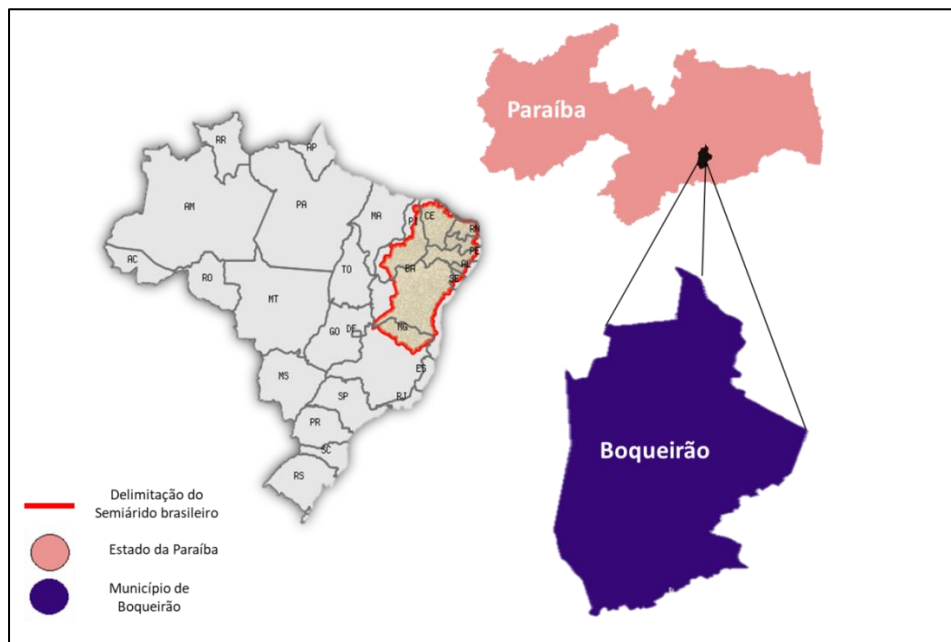 Paraíba
RR
AP
AM
PA
MA
PI
CE
RN
PE
AL
SE
BA
AC
RO
TO
MT
GO
DF
MG
ES
MS
SP
RJ
PR
SC
RS
Boqueirão
Delimitação do
Semiárido brasileiro
Estado da Paraíba
Município de
Boqueirão